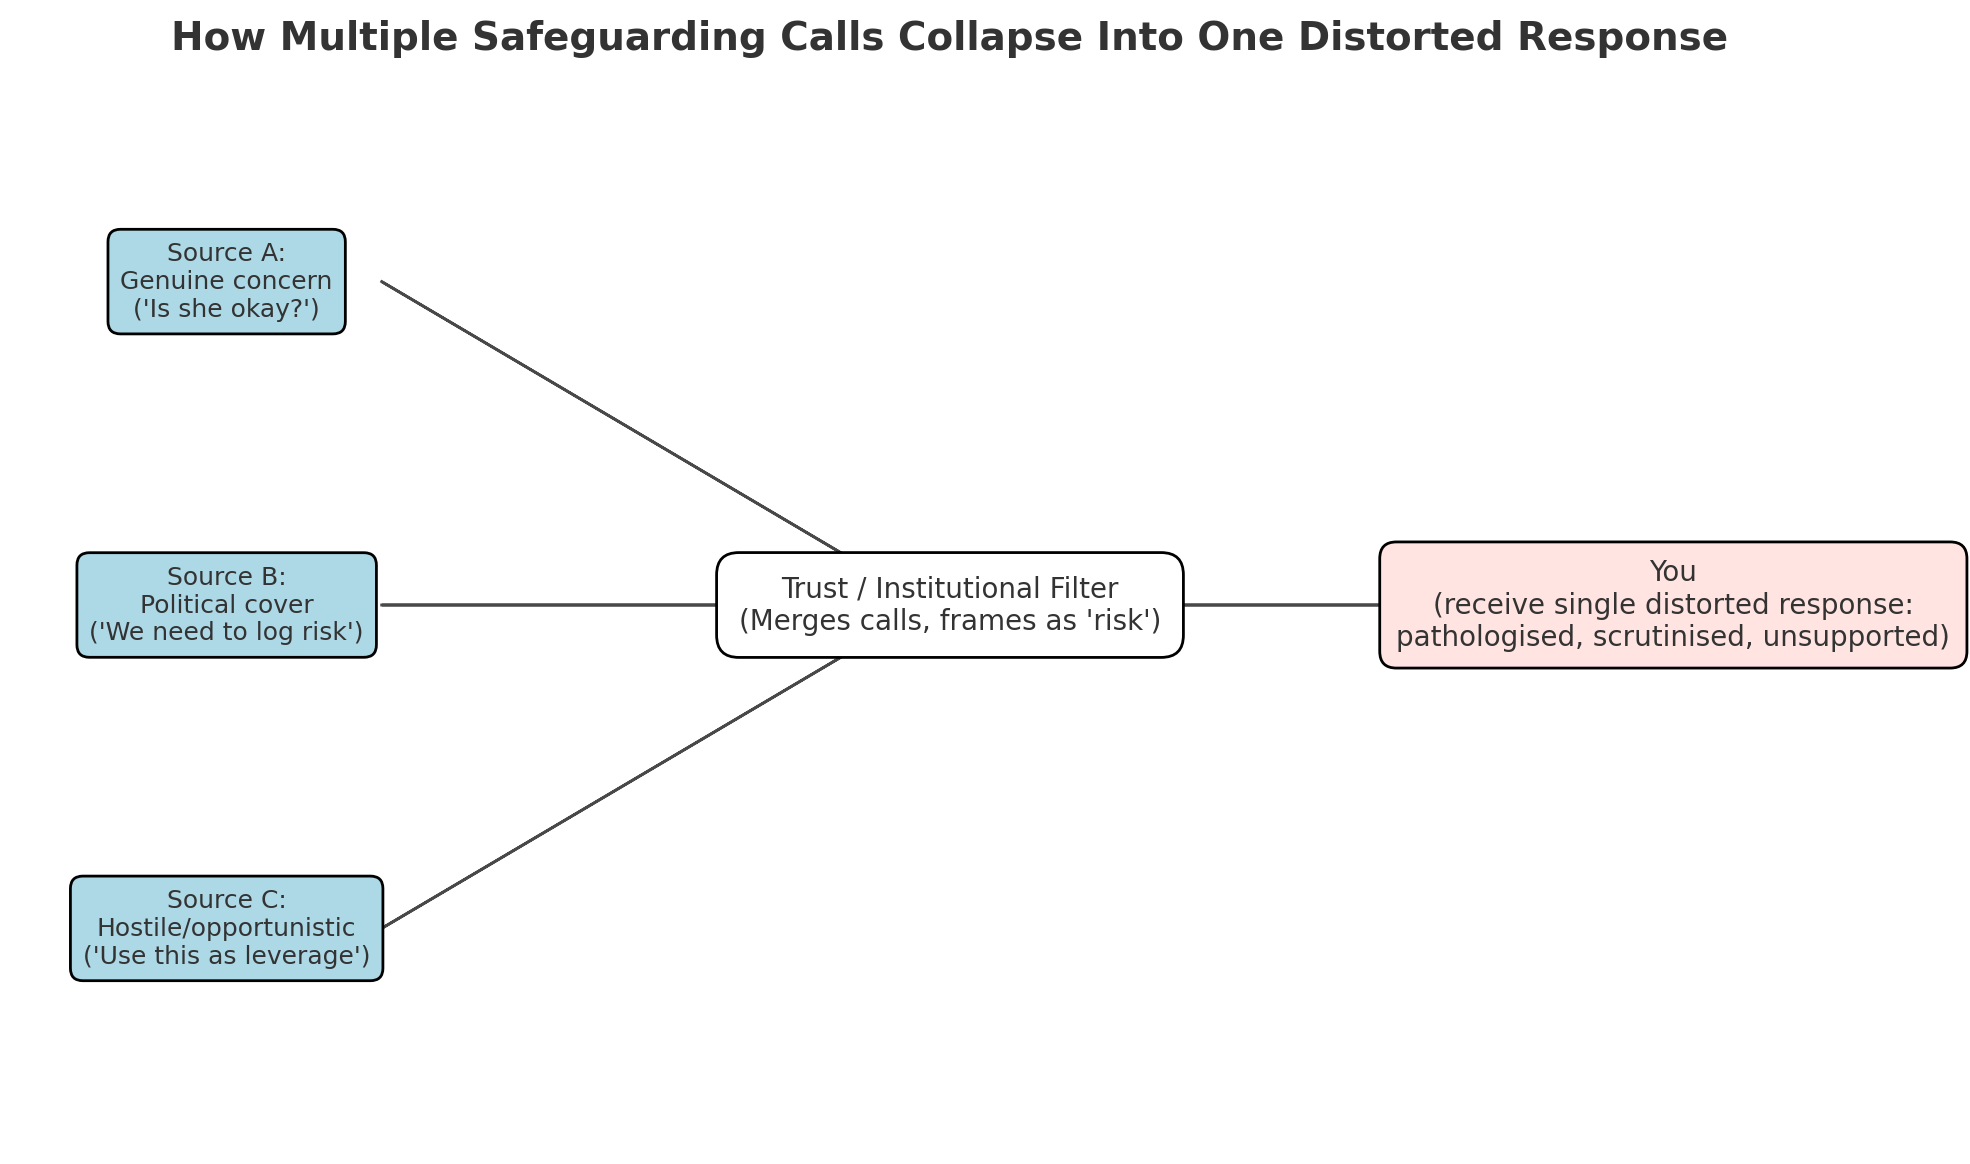 How Multiple Safeguarding Calls Collapse Into One Distorted Response
Source A:
Genuine concern
('Is she okay?')
Source B:
Political cover
('We need to log risk')
Source C:
Hostile/opportunistic
('Use this as leverage')
Trust / Institutional Filter
(Merges calls, frames as 'risk')
You
(receive single distorted response:
pathologised, scrutinised, unsupported)